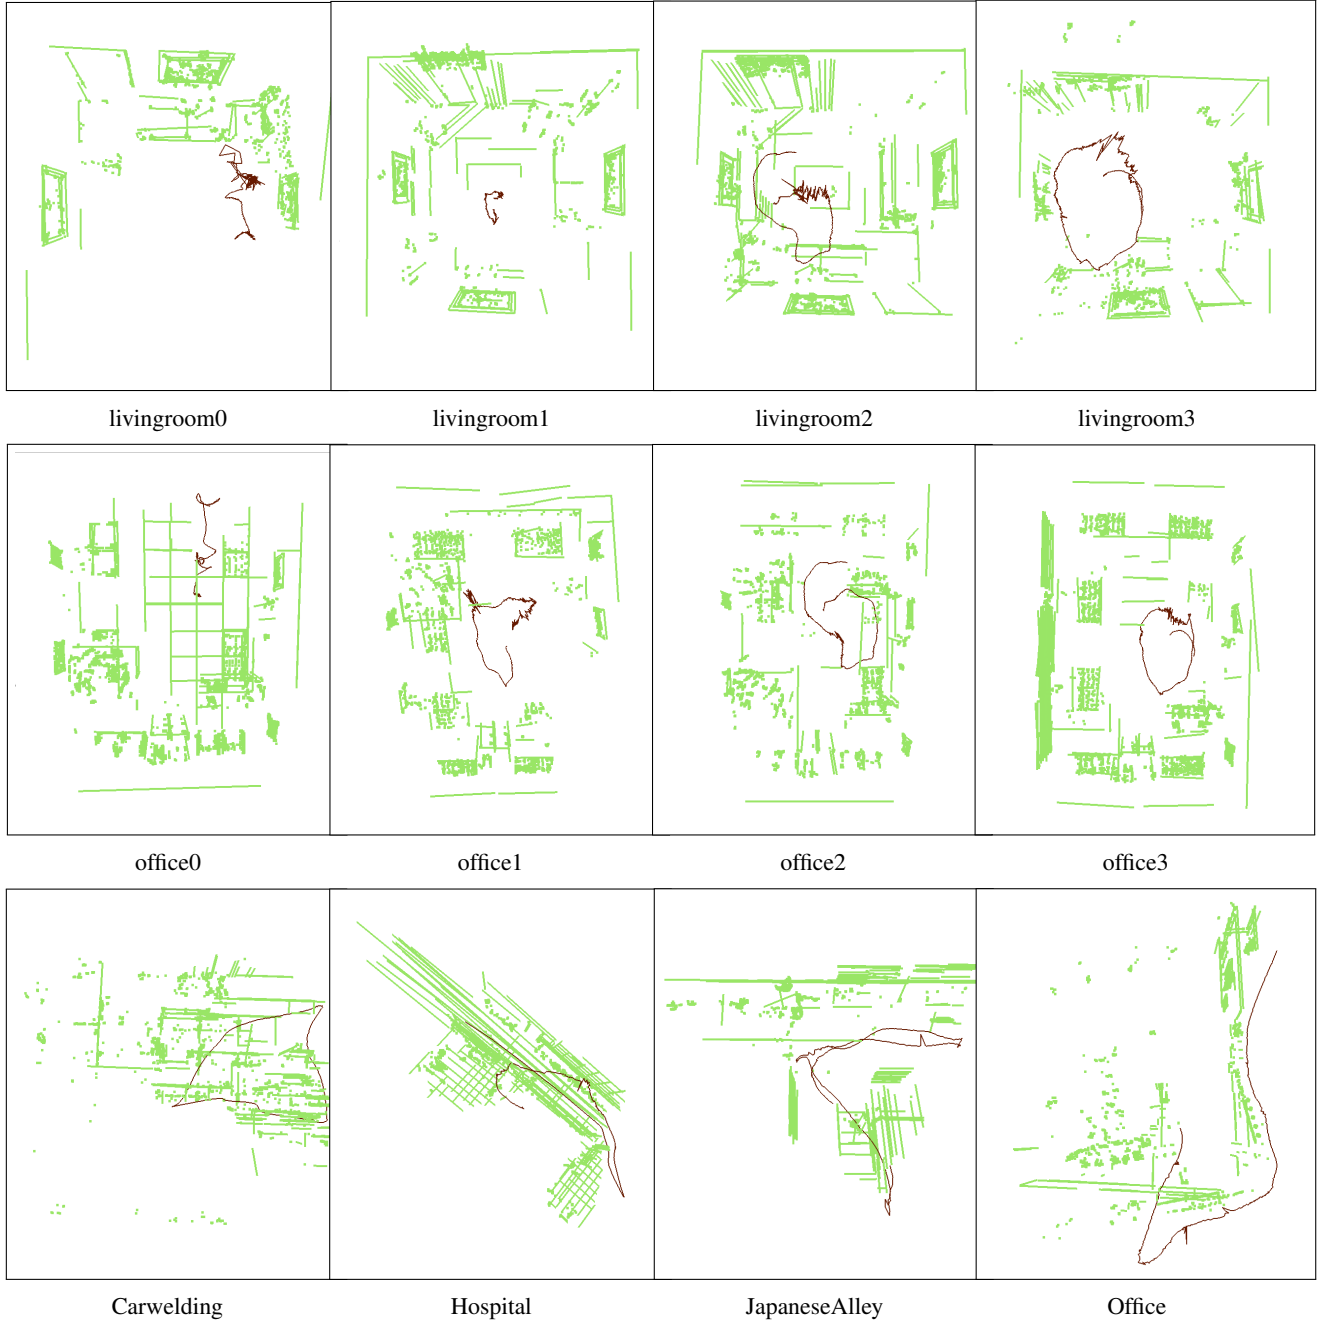 livingroom0 livingroom1 livingroom2 livingroom3
office0 office1 office2 office3
Carwelding Hospital JapaneseAlley Office